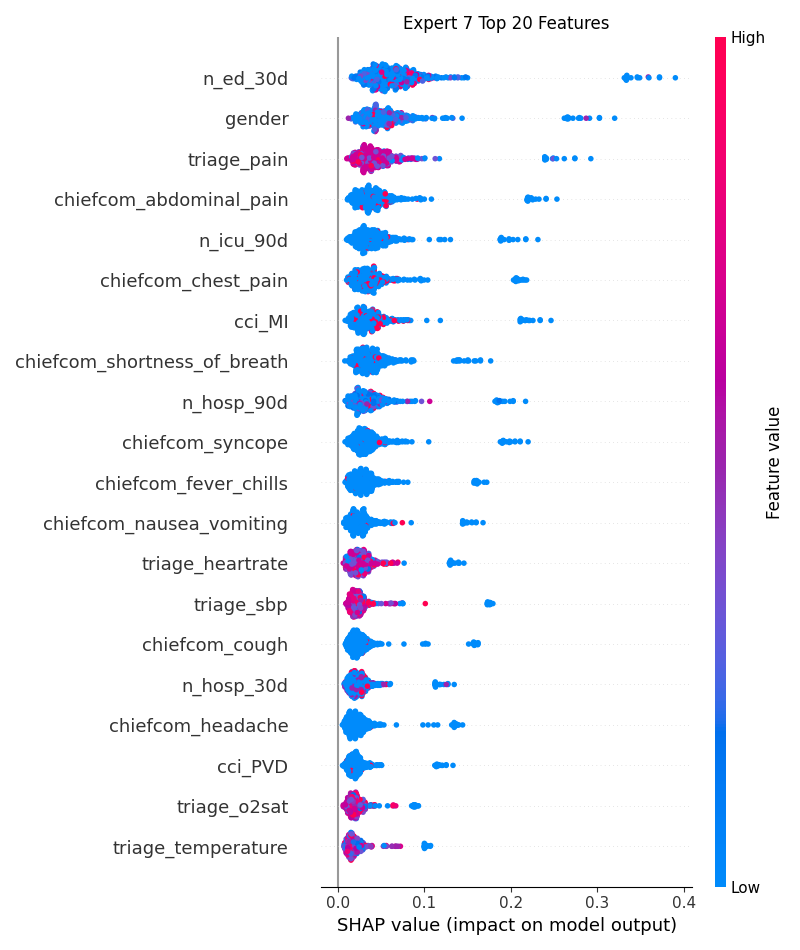 Expert 7 Top 20 Features
High
n_ed_30d
gender
triage_pain
chiefcom_abdominal_pain
n_icu_90d
chiefcom_chest_pain
cci_MI
chiefcom_shortness_of_breath
n_hosp_90d
chiefcom_syncope
chiefcom_fever_chills
chiefcom_nausea_vomiting
triage_heartrate
triage_sbp
chiefcom_cough
n_hosp_30d
chiefcom_headache
cci_PVD
triage_o2sat
triage_temperature
Feature value
Low
0.0 0.1 0.2 0.3 0.4
SHAP value (impact on model output)